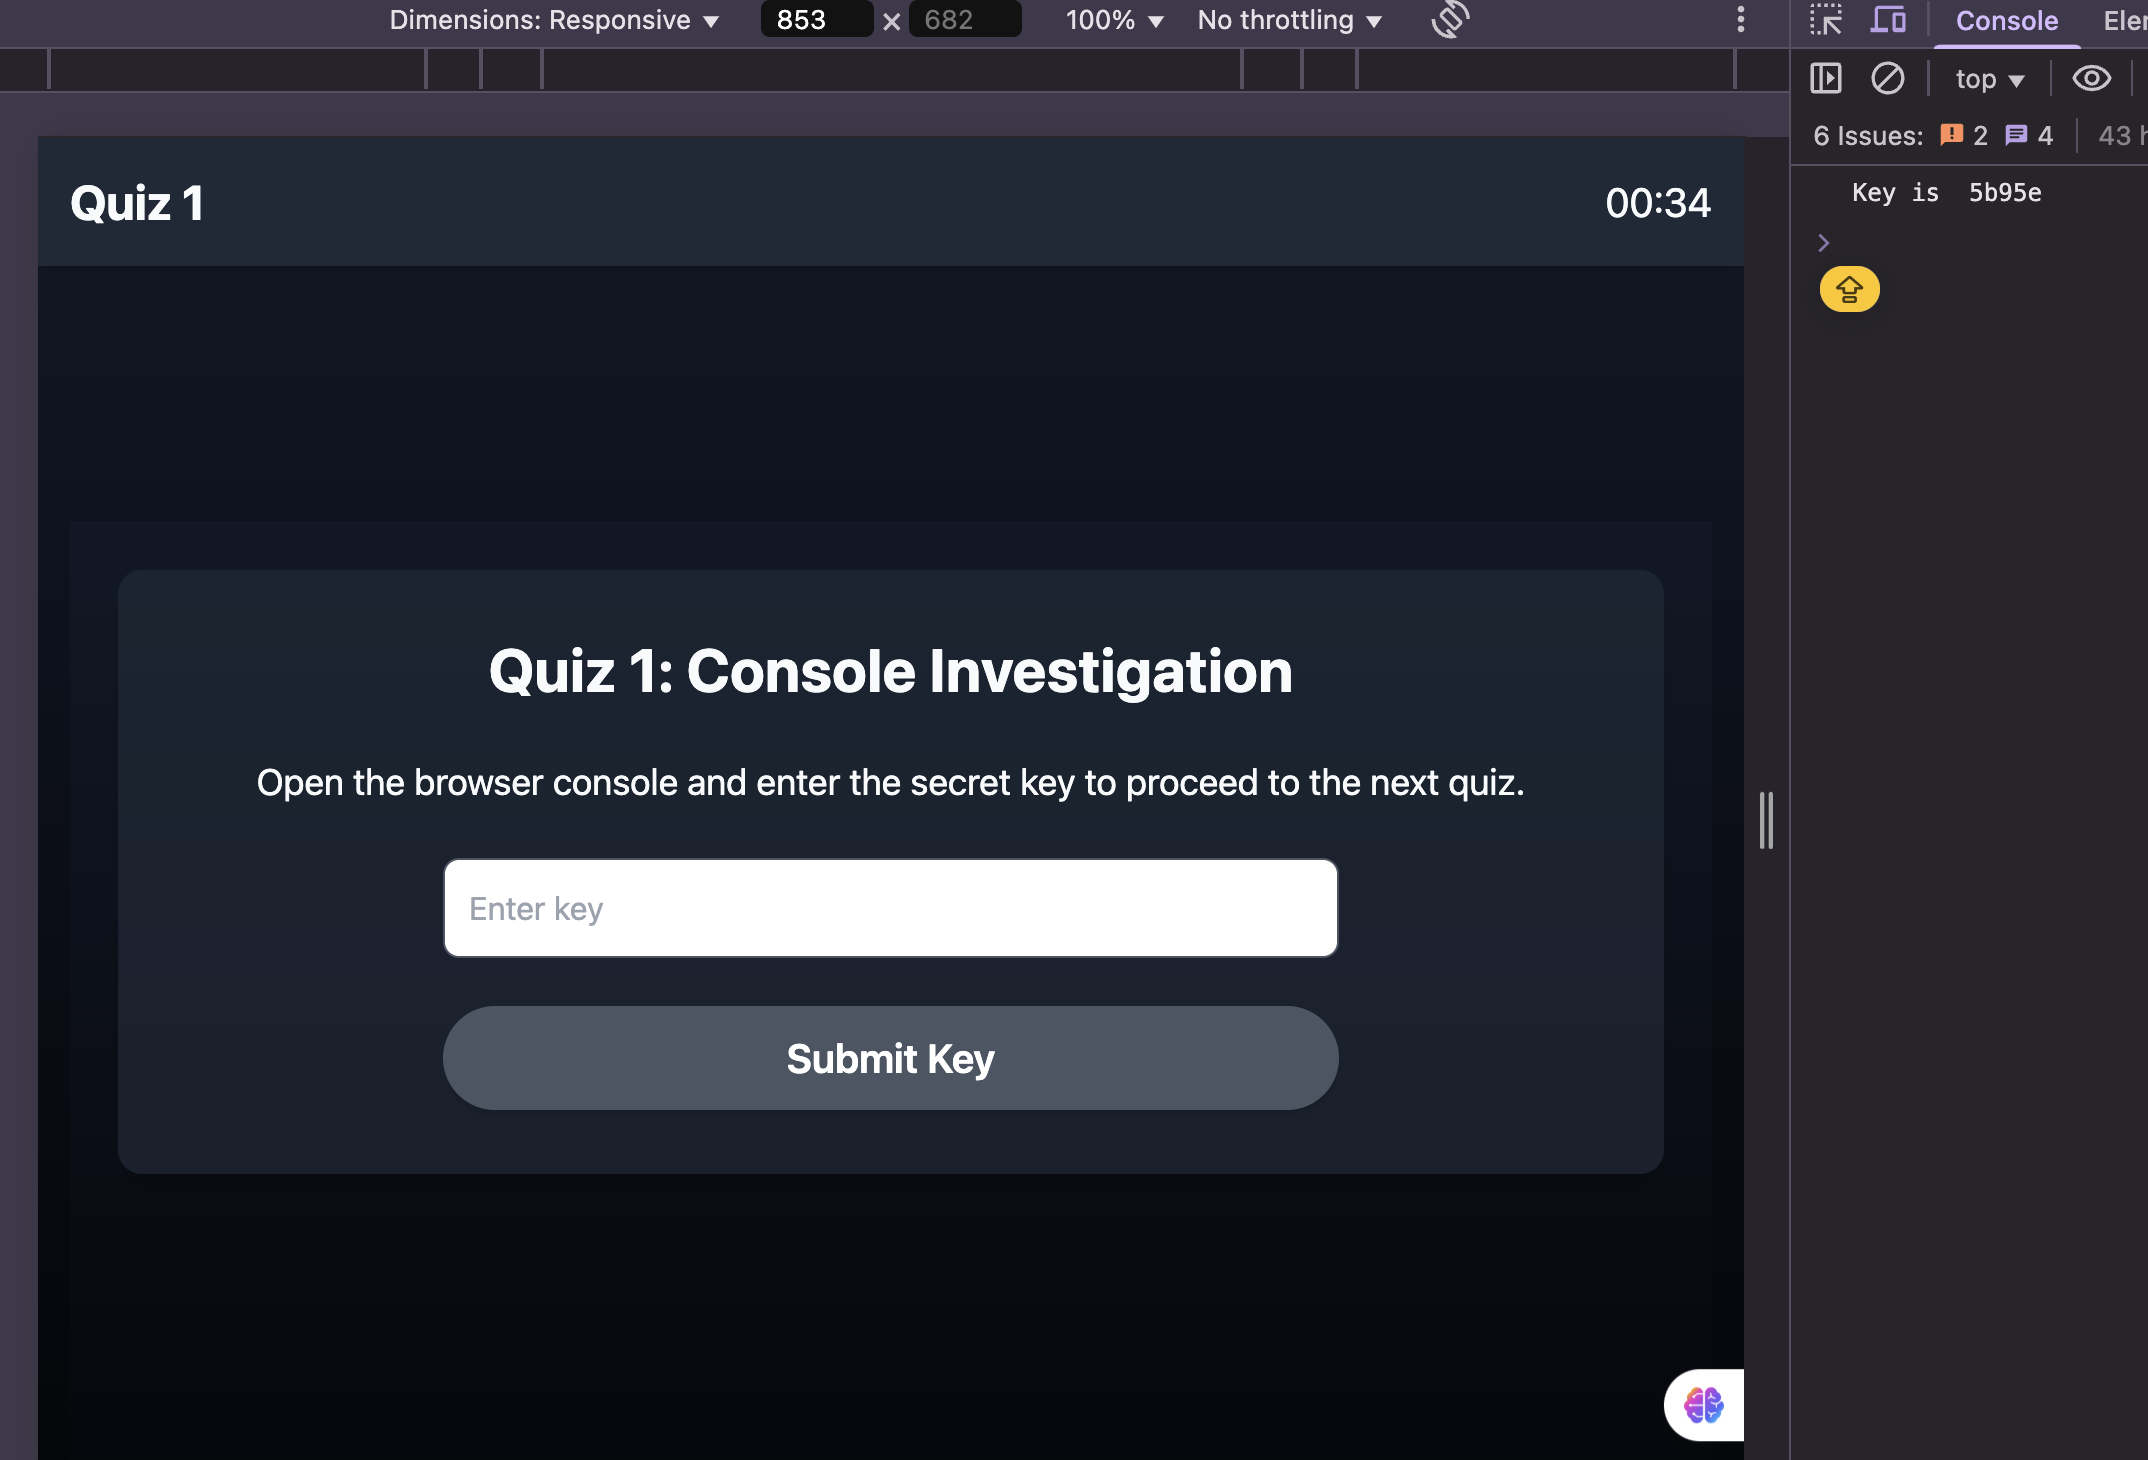 Dimensions: Responsive ▼ 853 × 682 100% ▼ No throttling ▼
Console
top ▼
6 Issues: 2 4 43
Key is 5b95e
Quiz 1 00:34
Quiz 1: Console Investigation
Open the browser console and enter the secret key to proceed to the next quiz.
Enter key
Submit Key